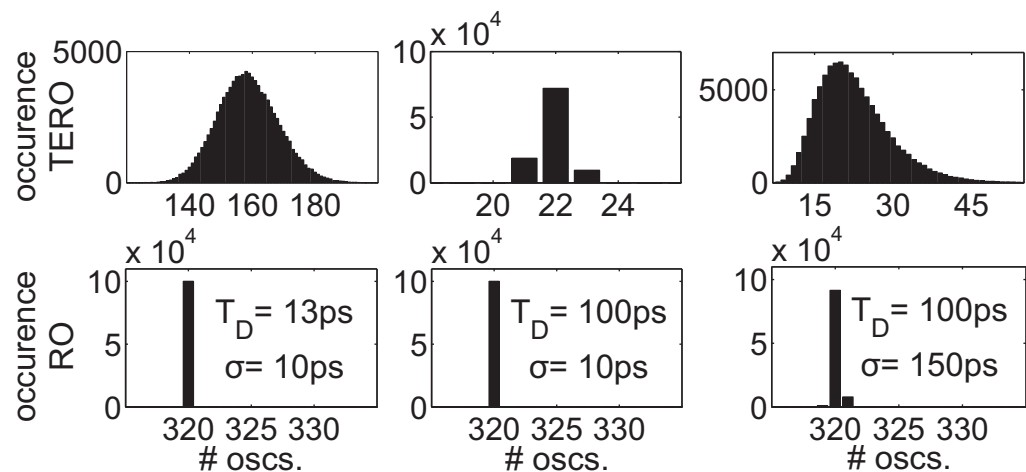 occurence
TERO
5000
0
140 160 180
x 10^4
10
5
0
20 22 24
5000
0
15 30 45
occurence
RO
x 10^4
10
5
0
320 325 330
# oscs.
T_D= 13ps
σ= 10ps
x 10^4
10
5
0
320 325 330
# oscs.
T_D= 100ps
σ= 10ps
x 10^4
10
5
0
320 325 330
# oscs.
T_D= 100ps
σ= 150ps